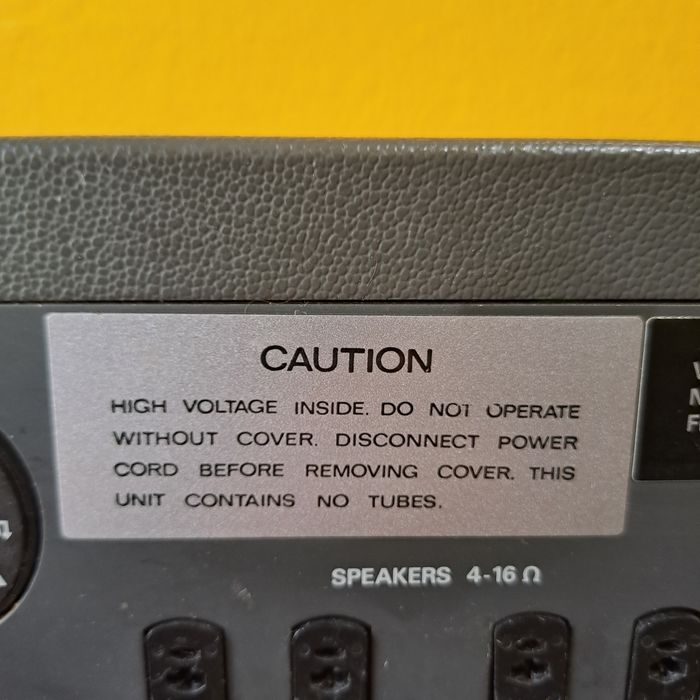 CAUTION
HIGH VOLTAGE INSIDE. DO NOT OPERATE
WITHOUT COVER. DISCONNECT POWER
CORD BEFORE REMOVING COVER. THIS
UNIT CONTAINS NO TUBES.
SPEAKERS 4-16 Ω